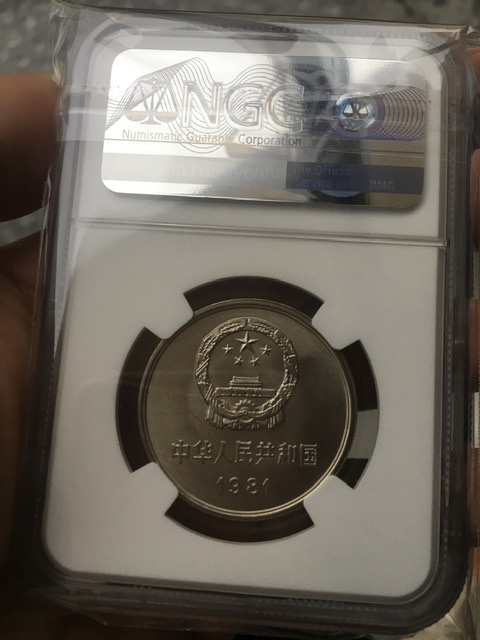 NGC
Numismatic Guaranty Corporation
中华人民共和国
1981